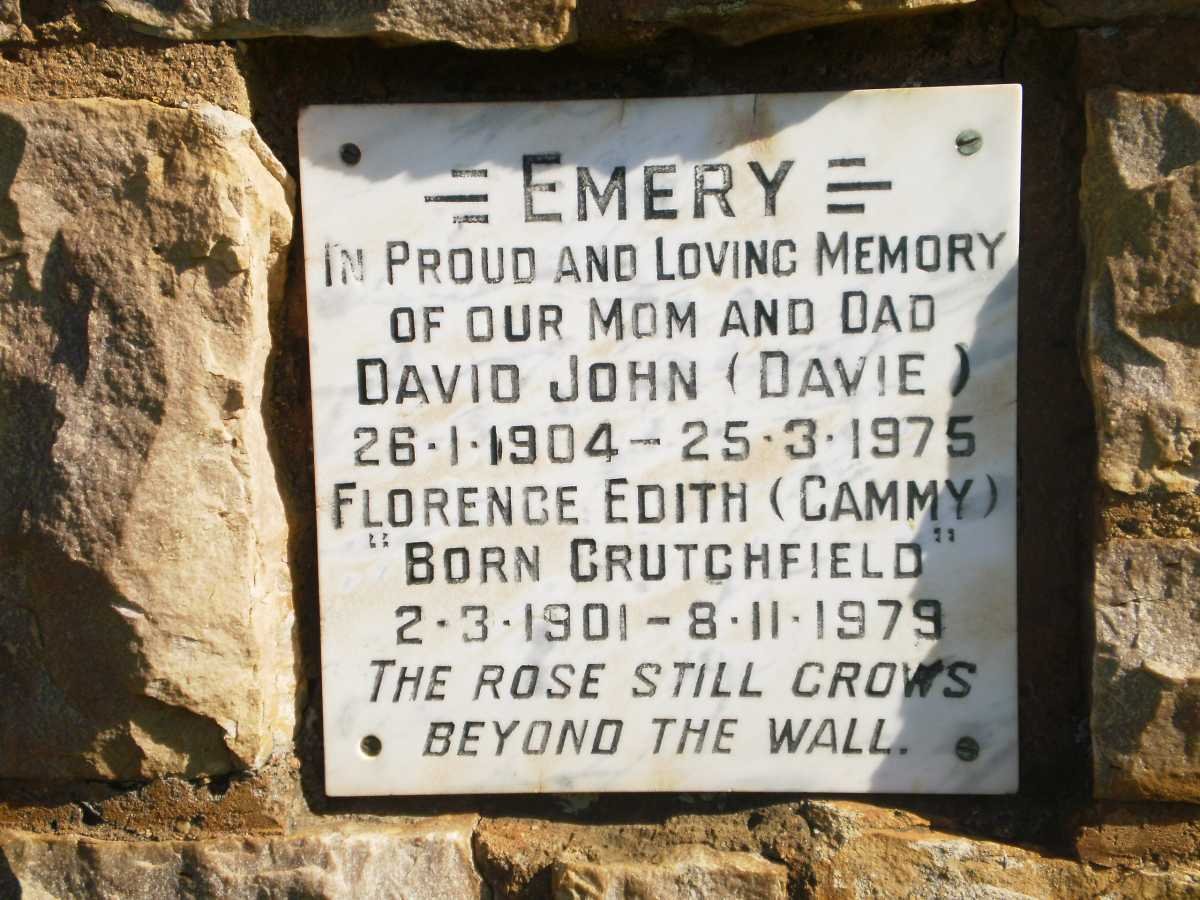 EMERY
IN PROUD AND LOVING MEMORY
OF OUR MOM AND DAD
DAVID JOHN (DAVIE)
26·1·1904–25·3·1975
FLORENCE EDITH (CAMMY)
"BORN CRUTCHFIELD"
2·3·1901–8·11·1979
THE ROSE STILL GROWS
BEYOND THE WALL.